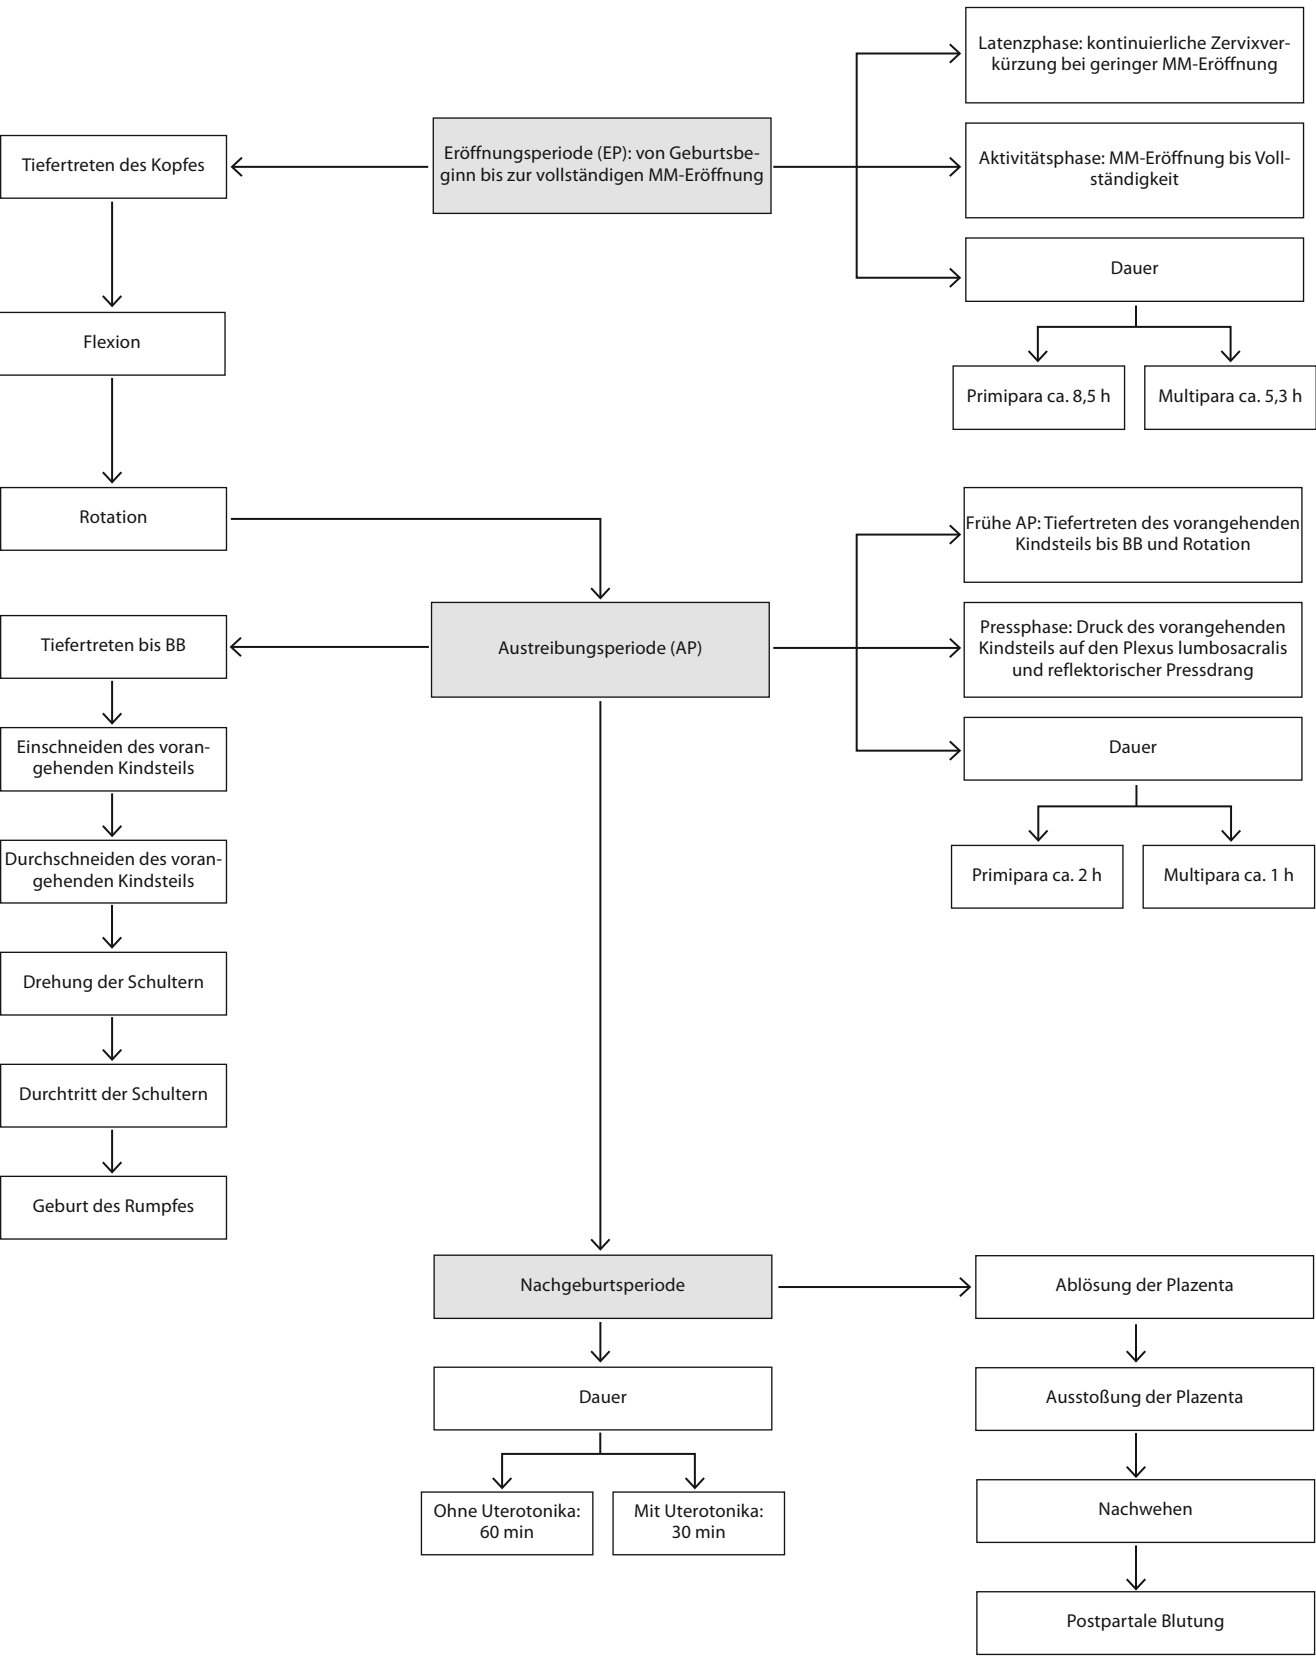 Latenzphase: kontinuierliche Zervixver-
kürzung bei geringer MM-Eröffnung
Tiefertreten des Kopfes
Eröffnungsperiode (EP): von Geburtsbe-
ginn bis zur vollständigen MM-Eröffnung
Aktivitätsphase: MM-Eröffnung bis Voll-
ständigkeit
Dauer
Flexion
Primipara ca. 8,5 h
Multipara ca. 5,3 h
Rotation
Frühe AP: Tiefertreten des vorangehenden
Kindsteils bis BB und Rotation
Tiefertreten bis BB
Austreibungsperiode (AP)
Pressphase: Druck des vorangehenden
Kindsteils auf den Plexus lumbosacralis
und reflektorischer Pressdrang
Einschneiden des voran-
gehenden Kindsteils
Dauer
Durchschneiden des voran-
gehenden Kindsteils
Primipara ca. 2 h
Multipara ca. 1 h
Drehung der Schultern
Durchtritt der Schultern
Geburt des Rumpfes
Nachgeburtsperiode
Ablösung der Plazenta
Dauer
Ausstoßung der Plazenta
Ohne Uterotonika:
60 min
Mit Uterotonika:
30 min
Nachwehen
Postpartale Blutung